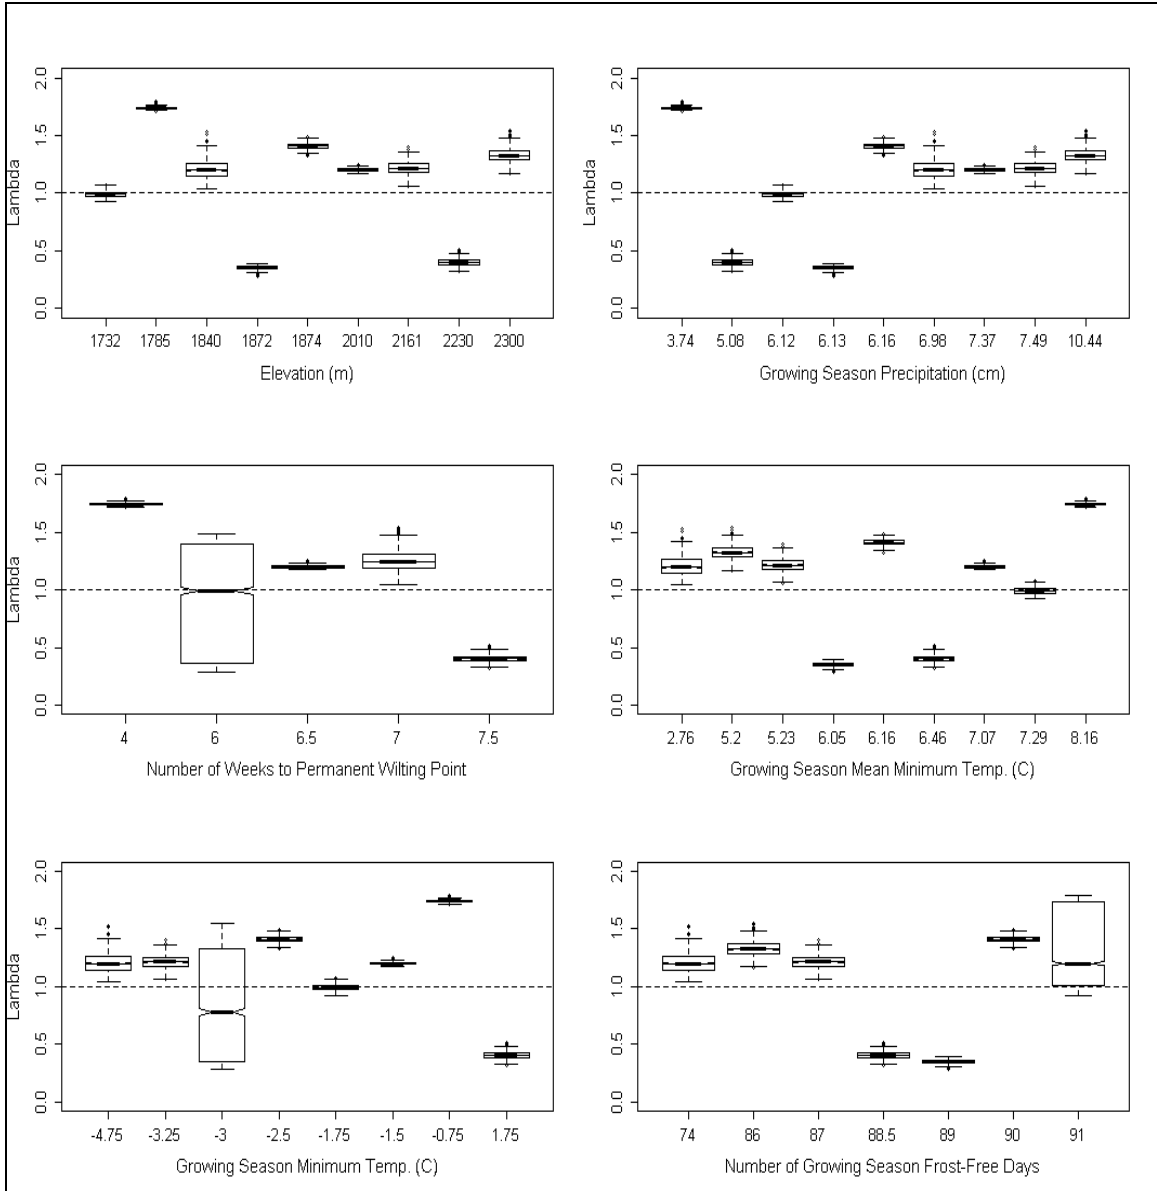 Lambda
2.0
1.5
1.0
0.5
0.0
1732 1785 1840 1872 1874 2010 2161 2230 2300
Elevation (m)
Lambda
2.0
1.5
1.0
0.5
0.0
3.74 5.08 6.12 6.13 6.16 6.98 7.37 7.49 10.44
Growing Season Precipitation (cm)
Lambda
2.0
1.5
1.0
0.5
0.0
4 6 6.5 7 7.5
Number of Weeks to Permanent Wilting Point
2.0
1.5
1.0
0.5
0.0
2.76 5.2 5.23 6.05 6.16 6.46 7.07 7.29 8.16
Growing Season Mean Minimum Temp. (C)
Lambda
2.0
1.5
1.0
0.5
0.0
-4.75 -3.25 -3 -2.5 -1.75 -1.5 -0.75 1.75
Growing Season Minimum Temp. (C)
2.0
1.5
1.0
0.5
0.0
74 86 87 88.5 89 90 91
Number of Growing Season Frost-Free Days